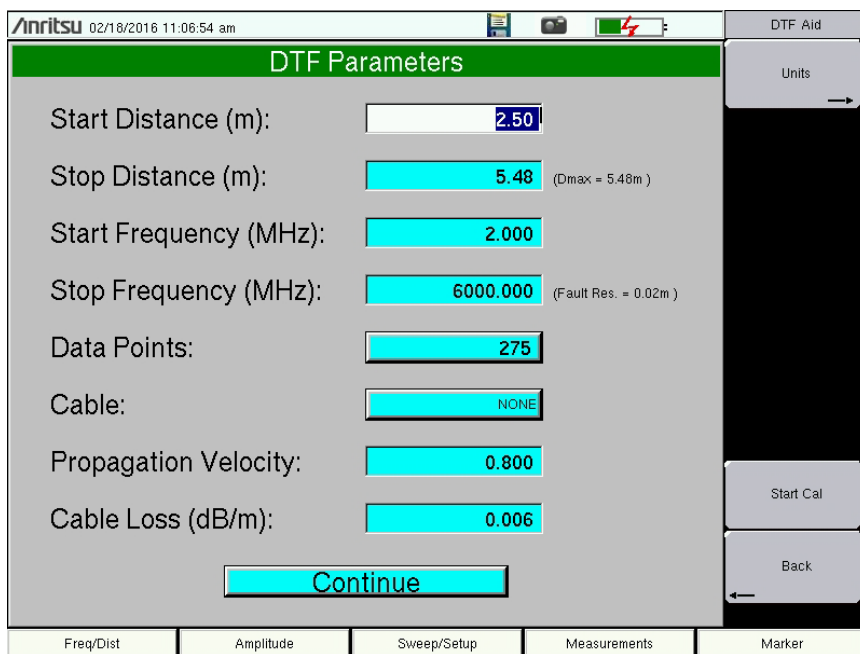 /Inritsu 02/18/2016 11:06:54 am
DTF Aid
DTF Parameters
Units
Start Distance (m): 2.50
Stop Distance (m): 5.48 (Dmax = 5.48m )
Start Frequency (MHz): 2.000
Stop Frequency (MHz): 6000.000 (Fault Res. = 0.02m )
Data Points: 275
Cable: NONE
Propagation Velocity: 0.800
Cable Loss (dB/m): 0.006
Start Cal
Continue
Back
Freq/Dist Amplitude Sweep/Setup Measurements Marker